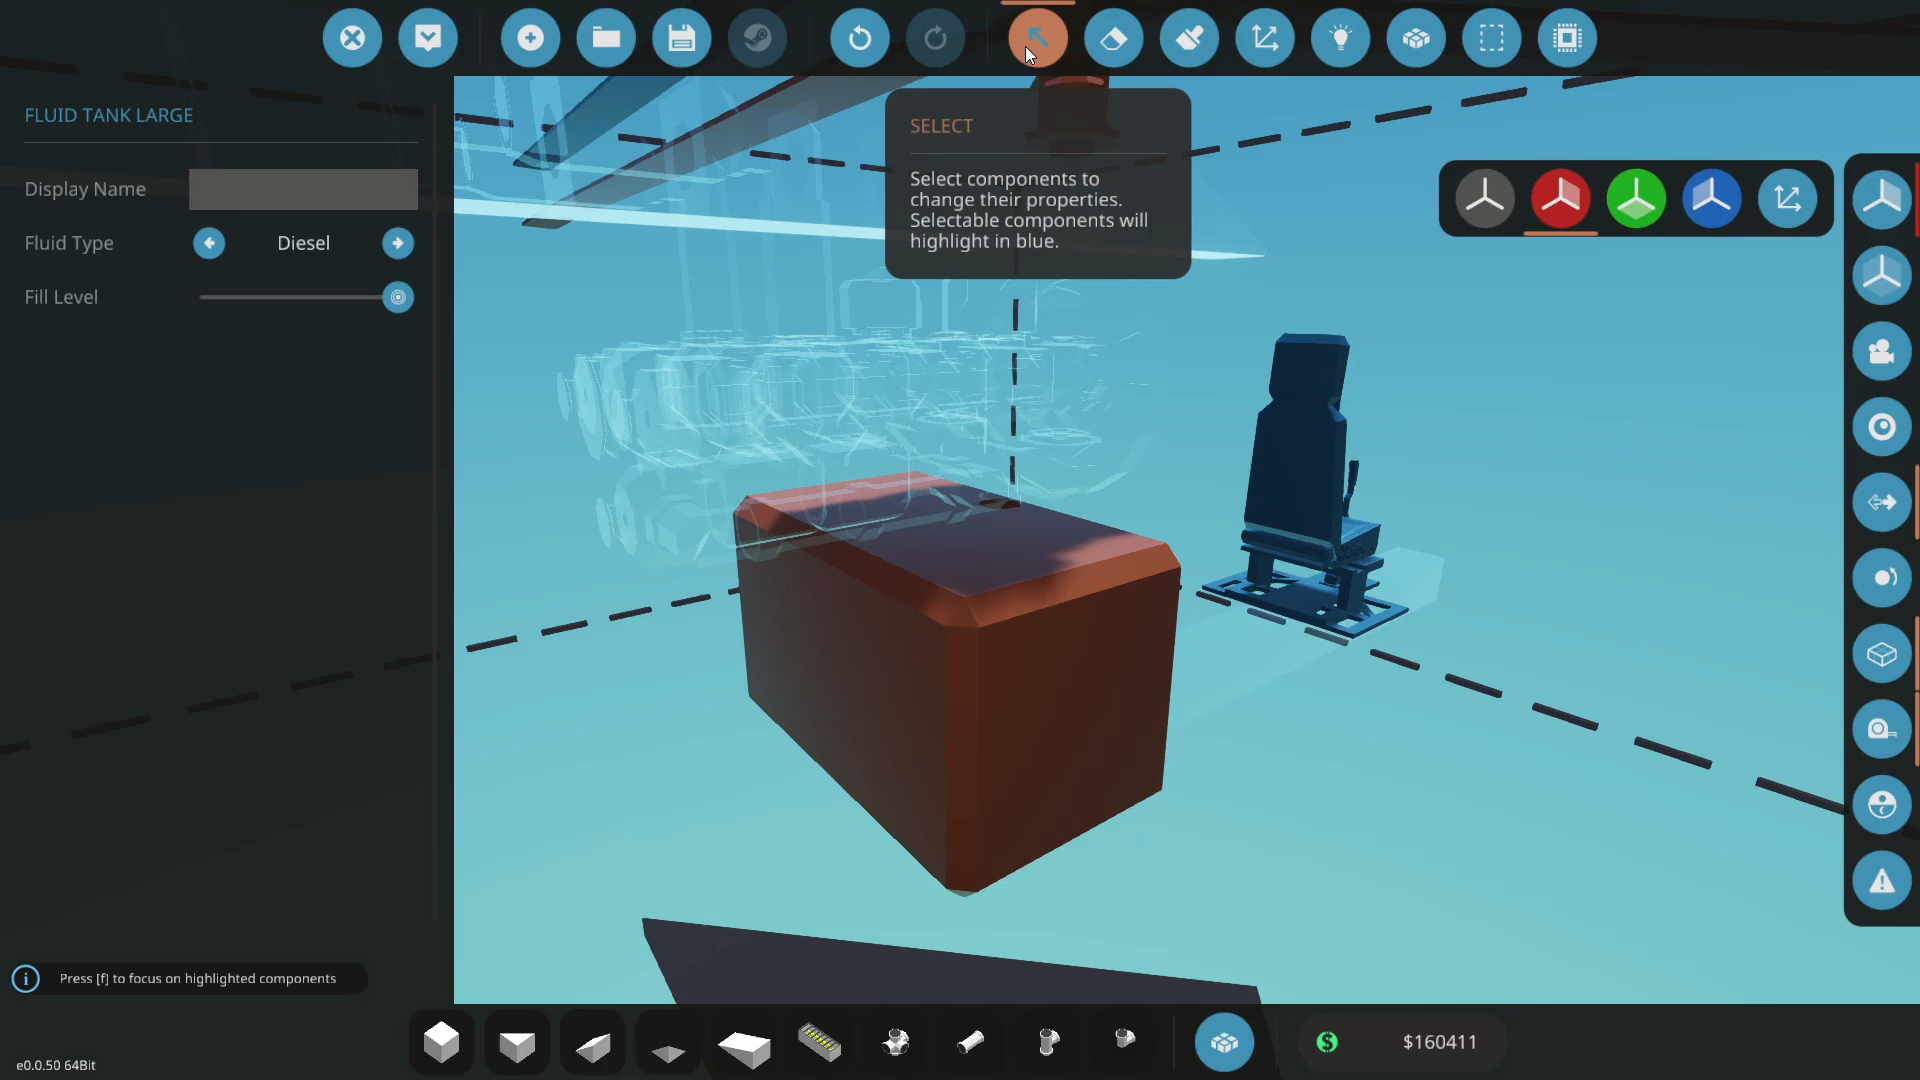 FLUID TANK LARGE
Display Name
Fluid Type
Diesel
Fill Level
SELECT
Select components to
change their properties.
Selectable components will
highlight in blue.
Press [f] to focus on highlighted components
e0.0.50 64Bit
$160411